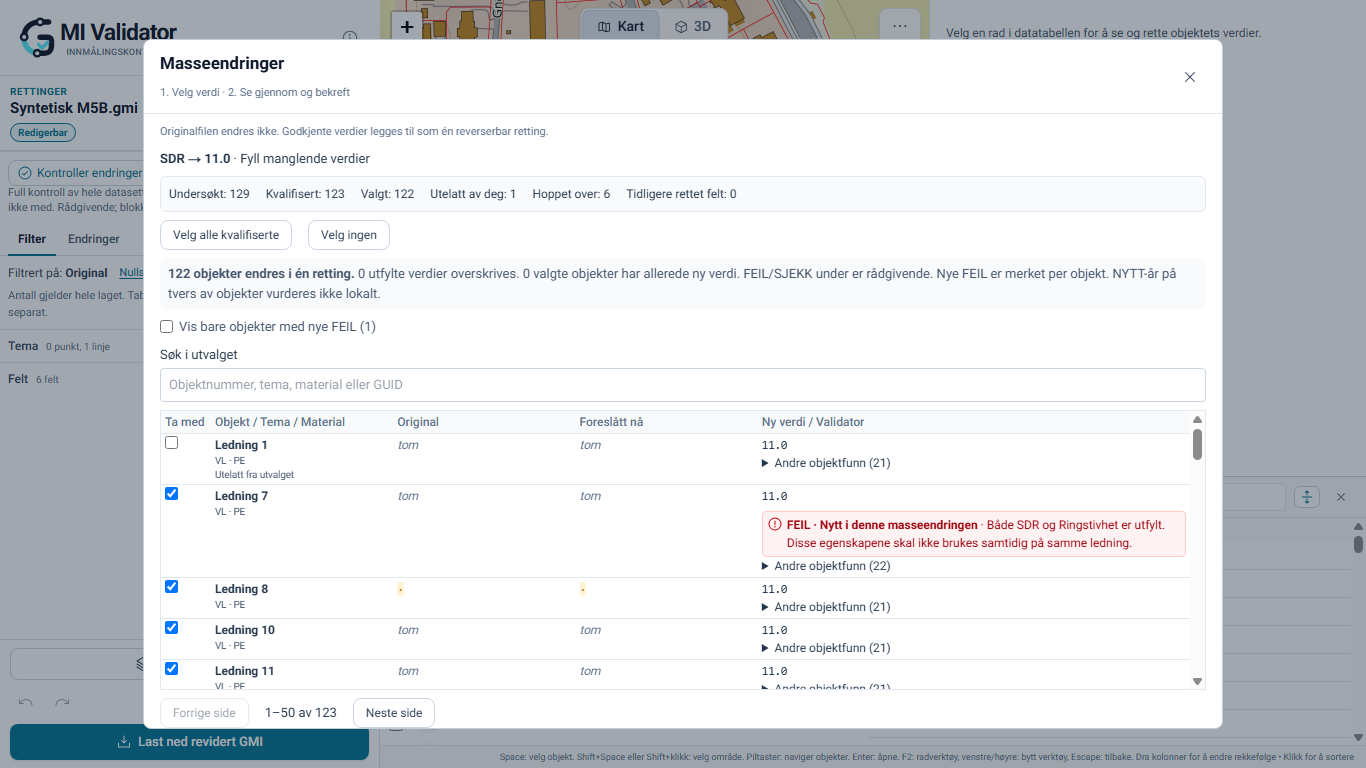 MI Validator
INNMÅLINGSKON
Gno
+
Kart
3D
...
Velg en rad i datatabellen for å se og rette objektets verdier.
RETTINGER
Syntetisk M5B.gmi
Redigerbar
Kontroller endringer
Full kontroll av hele datasett
ikke med. Rådgivende; blokk
Filter
Endringer
Filtrert på: Original Nulls
Antall gjelder hele laget. Tab
separat.
Tema 0 punkt, 1 linje
Felt 6 felt
Last ned revidert GMI
Masseendringer
1. Velg verdi · 2. Se gjennom og bekreft
Originalfilen endres ikke. Godkjente verdier legges til som én reverserbar retting.
SDR → 11.0 · Fyll manglende verdier
Undersøkt: 129 Kvalifisert: 123 Valgt: 122 Utelatt av deg: 1 Hoppet over: 6 Tidligere rettet felt: 0
Velg alle kvalifiserte
Velg ingen
122 objekter endres i én retting. 0 utfylte verdier overskrives. 0 valgte objekter har allerede ny verdi. FEIL/SJEKK under er rådgivende. Nye FEIL er merket per objekt. NYTT-år på
tvers av objekter vurderes ikke lokalt.
Vis bare objekter med nye FEIL (1)
Søk i utvalget
Objektnummer, tema, material eller GUID
Ta med Objekt / Tema / Material Original Foreslått nå Ny verdi / Validator
Ledning 1 tom tom 11.0
VL · PE
Andre objektfunn (21)
Utelatt fra utvalget
Ledning 7 tom tom 11.0
VL · PE
FEIL · Nytt i denne masseendringen · Både SDR og Ringstivhet er utfylt.
Disse egenskapene skal ikke brukes samtidig på samme ledning.
Andre objektfunn (22)
Ledning 8 · · 11.0
VL · PE
Andre objektfunn (21)
Ledning 10 tom tom 11.0
VL · PE
Andre objektfunn (21)
Ledning 11 tom tom 11.0
VL · PE
Andre objektfunn (21)
Forrige side
1–50 av 123
Neste side
Space: velg objekt. Shift+Space eller Shift+klikk: velg område. Piltaster: naviger objekter. Enter: åpne. F2: radverktøy, venstre/høyre: bytt verktøy, Escape: tilbake. Dra kolonner for å endre rekkefølge • Klikk for å sortere